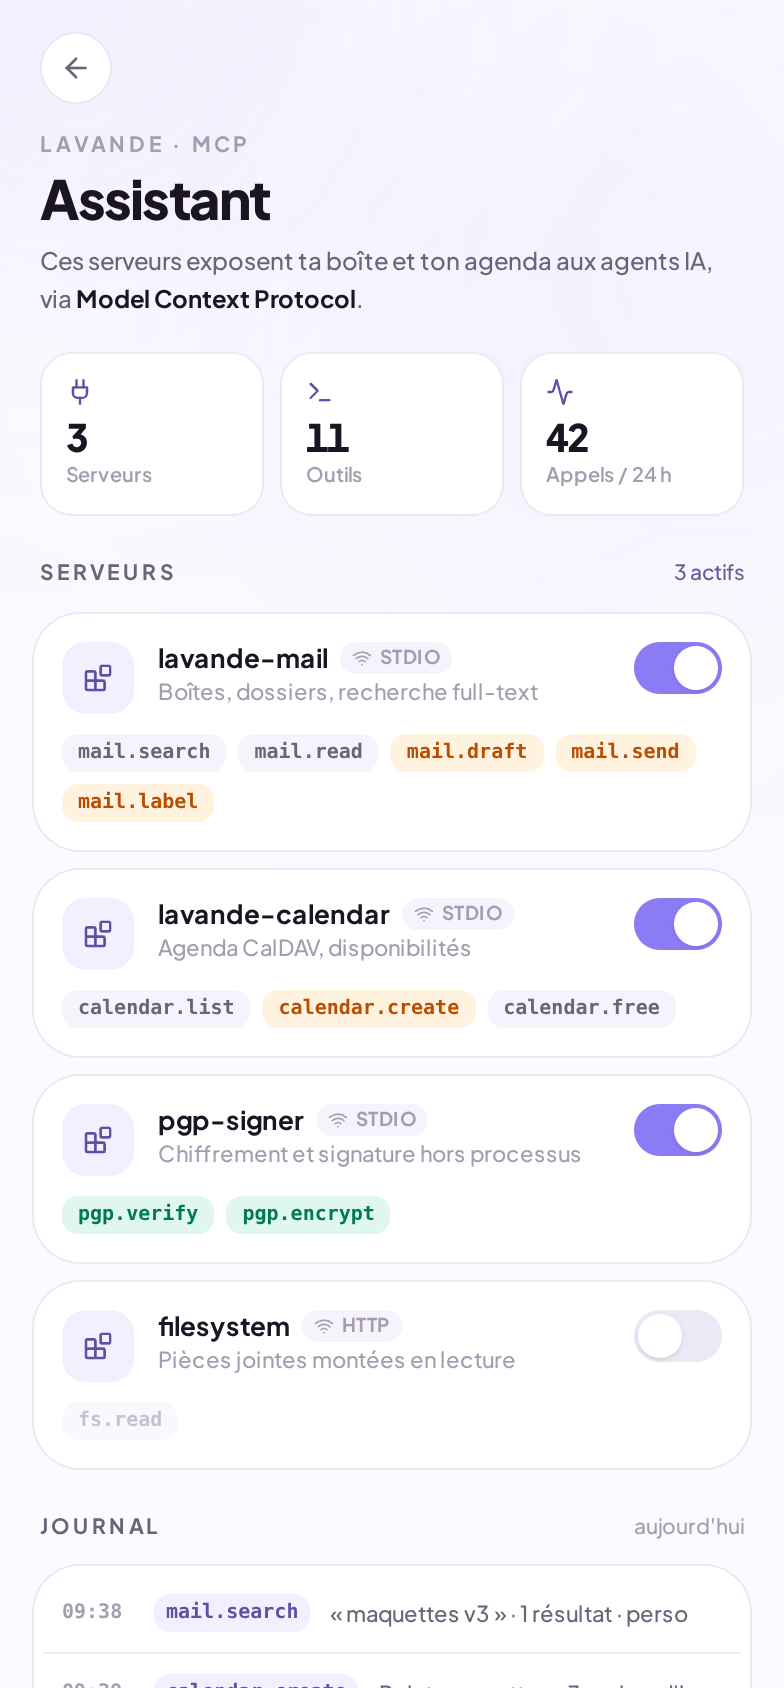 LAVANDE · MCP
Assistant
Ces serveurs exposent ta boîte et ton agenda aux agents IA,
via Model Context Protocol.
3
Serveurs
11
Outils
42
Appels / 24 h
SERVEURS
3 actifs
lavande-mail STDIO
Boîtes, dossiers, recherche full-text
mail.search mail.read mail.draft mail.send
mail.label
lavande-calendar STDIO
Agenda CalDAV, disponibilités
calendar.list calendar.create calendar.free
pgp-signer STDIO
Chiffrement et signature hors processus
pgp.verify pgp.encrypt
filesystem HTTP
Pièces jointes montées en lecture
fs.read
JOURNAL
aujourd'hui
09:38 mail.search « maquettes v3 » · 1 résultat · perso
calendar.create